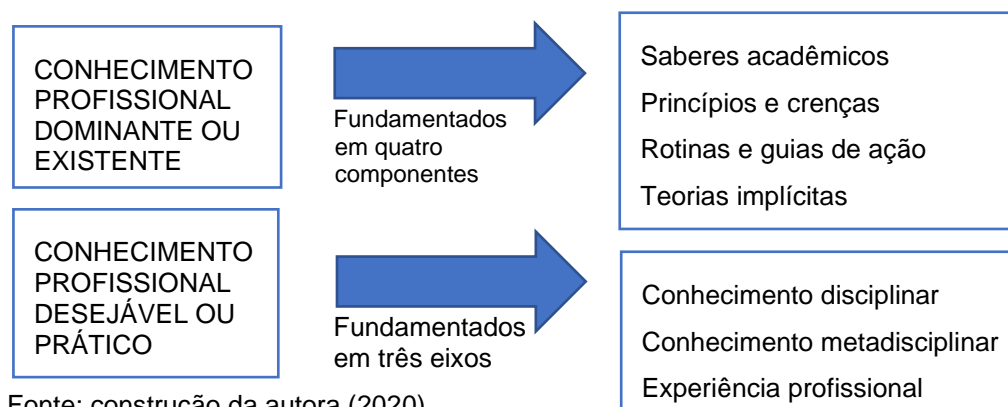 CONHECIMENTO
PROFISSIONAL
DOMINANTE OU
EXISTENTE
Fundamentados
em quatro
componentes
Saberes acadêmicos
Princípios e crenças
Rotinas e guias de ação
Teorias implícitas
CONHECIMENTO
PROFISSIONAL
DESEJÁVEL OU
PRÁTICO
Fundamentados
em três eixos
Conhecimento disciplinar
Conhecimento metadisciplinar
Experiência profissional
Fonte: construção da autora (2020)